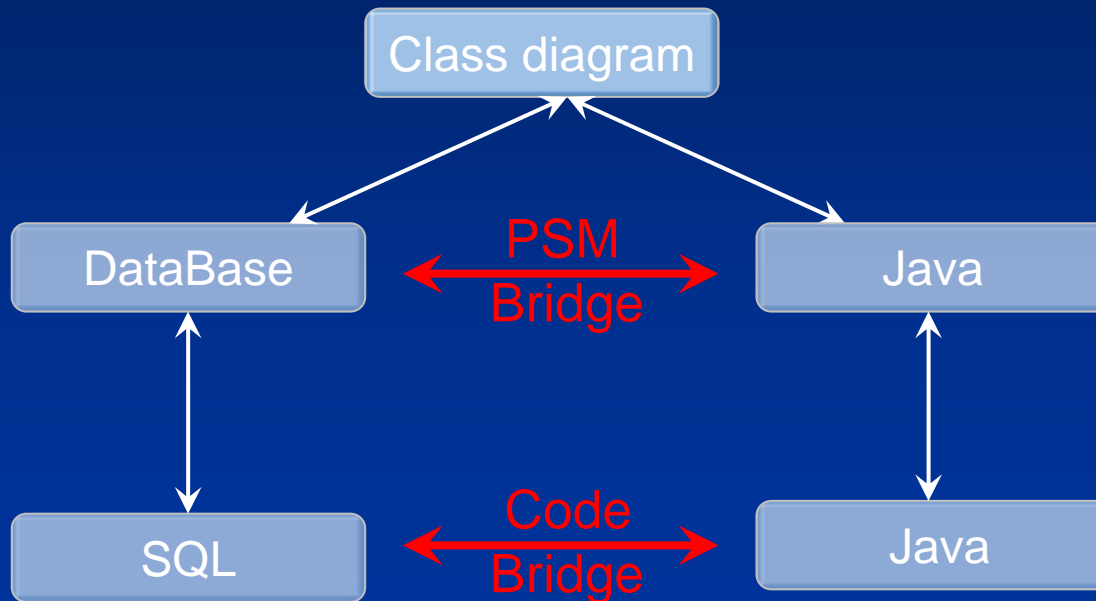 Class diagram
DataBase
PSM
Bridge
Java
SQL
Code
Bridge
Java